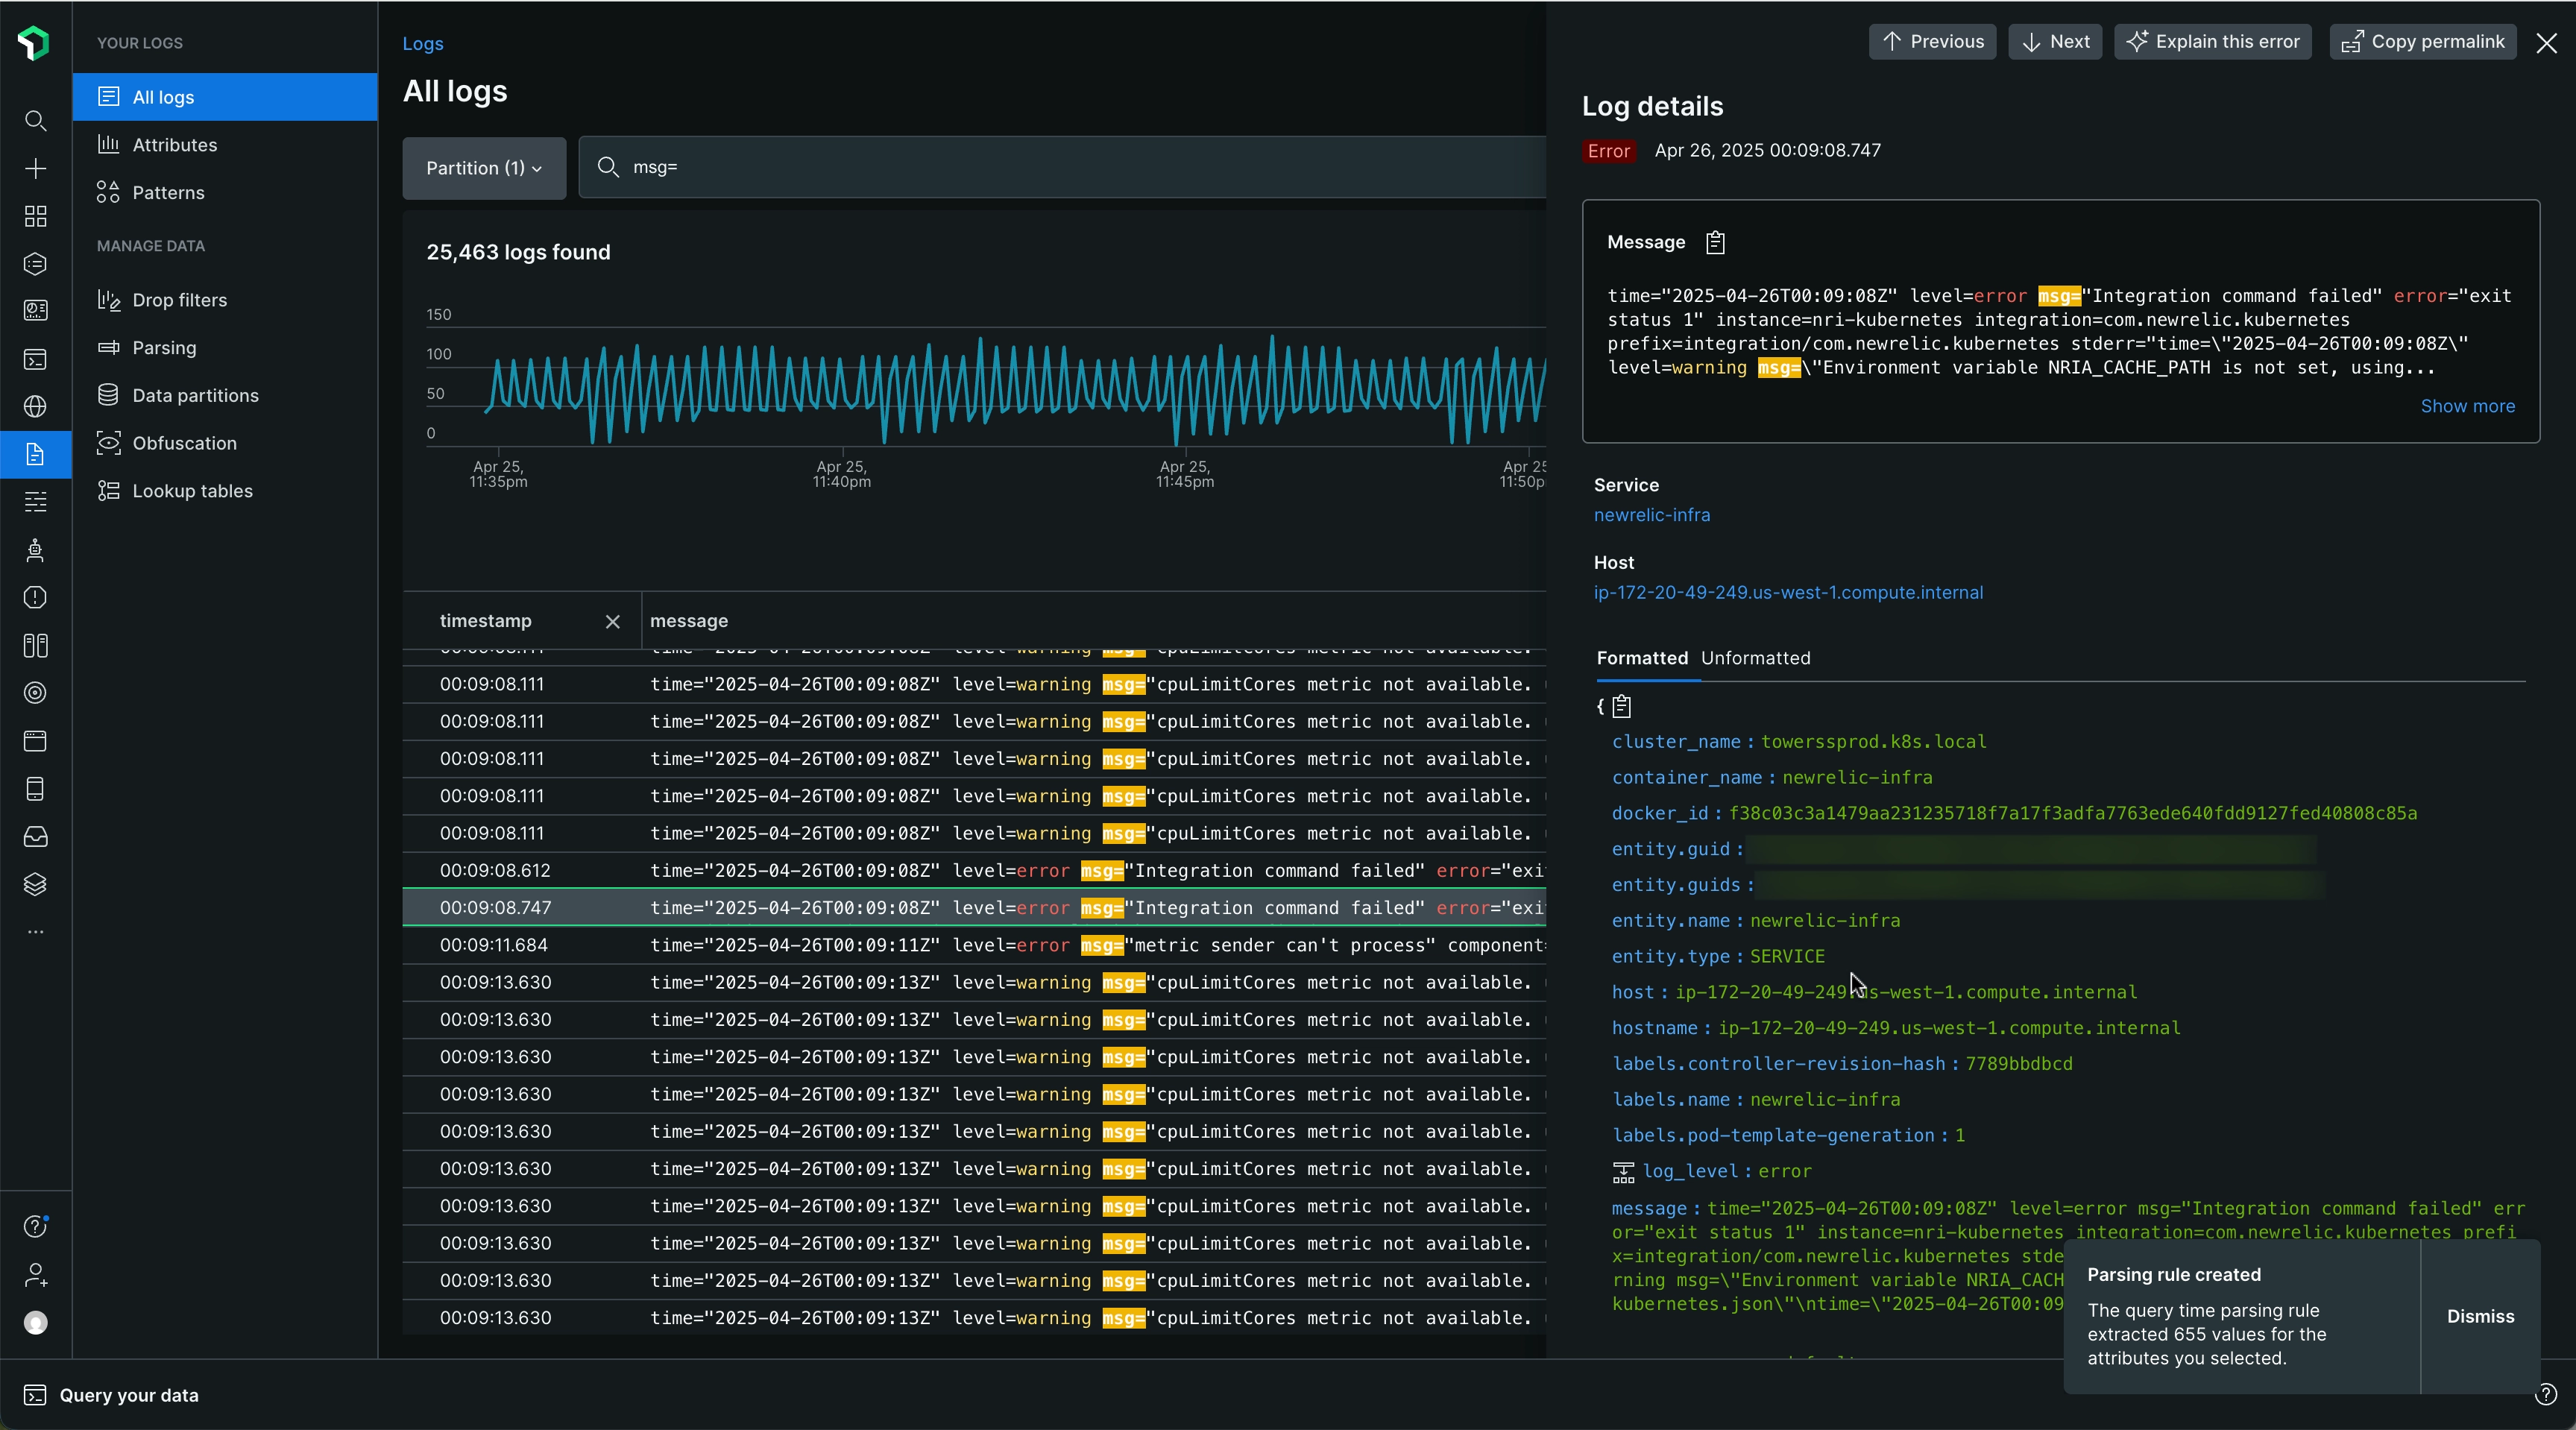 YOUR LOGS
All logs
Attributes
Patterns
MANAGE DATA
Drop filters
Parsing
Data partitions
Obfuscation
Lookup tables
Query your data
Logs
All logs
Partition (1)
msg=
25,463 logs found
150
100
50
0
Apr 25,
11:35pm
Apr 25,
11:40pm
Apr 25,
11:45pm
Apr 25
11:50p
timestamp
message
00:09:08.111 time="2025-04-26T00:09:08Z" level=warning msg="cpuLimitCores metric not available.
00:09:08.111 time="2025-04-26T00:09:08Z" level=warning msg="cpuLimitCores metric not available.
00:09:08.111 time="2025-04-26T00:09:08Z" level=warning msg="cpuLimitCores metric not available.
00:09:08.111 time="2025-04-26T00:09:08Z" level=warning msg="cpuLimitCores metric not available.
00:09:08.111 time="2025-04-26T00:09:08Z" level=warning msg="cpuLimitCores metric not available.
00:09:08.111 time="2025-04-26T00:09:08Z" level=warning msg="cpuLimitCores metric not available.
00:09:08.612 time="2025-04-26T00:09:08Z" level=error msg="Integration command failed" error="exi
00:09:08.747 time="2025-04-26T00:09:08Z" level=error msg="Integration command failed" error="exi
00:09:11.684 time="2025-04-26T00:09:11Z" level=error msg="metric sender can't process" component=
00:09:13.630 time="2025-04-26T00:09:13Z" level=warning msg="cpuLimitCores metric not available.
00:09:13.630 time="2025-04-26T00:09:13Z" level=warning msg="cpuLimitCores metric not available.
00:09:13.630 time="2025-04-26T00:09:13Z" level=warning msg="cpuLimitCores metric not available.
00:09:13.630 time="2025-04-26T00:09:13Z" level=warning msg="cpuLimitCores metric not available.
00:09:13.630 time="2025-04-26T00:09:13Z" level=warning msg="cpuLimitCores metric not available.
00:09:13.630 time="2025-04-26T00:09:13Z" level=warning msg="cpuLimitCores metric not available.
00:09:13.630 time="2025-04-26T00:09:13Z" level=warning msg="cpuLimitCores metric not available.
00:09:13.630 time="2025-04-26T00:09:13Z" level=warning msg="cpuLimitCores metric not available.
00:09:13.630 time="2025-04-26T00:09:13Z" level=warning msg="cpuLimitCores metric not available.
00:09:13.630 time="2025-04-26T00:09:13Z" level=warning msg="cpuLimitCores metric not available.
Previous
Next
Explain this error
Copy permalink
Log details
Error Apr 26, 2025 00:09:08.747
Message
time="2025-04-26T00:09:08Z" level=error msg="Integration command failed" error="exit
status 1" instance=nri-kubernetes integration=com.newrelic.kubernetes
prefix=integration/com.newrelic.kubernetes stderr="time=\"2025-04-26T00:09:08Z\"
level=warning msg=\"Environment variable NRIA_CACHE_PATH is not set, using...
Show more
Service
newrelic-infra
Host
ip-172-20-49-249.us-west-1.compute.internal
Formatted Unformatted
{
cluster_name : towerssprod.k8s.local
container_name : newrelic-infra
docker_id : f38c03c3a1479aa231235718f7a17f3adfa7763ede640fdd9127fed40808c85a
entity.guid :
entity.guids :
entity.name : newrelic-infra
entity.type : SERVICE
host : ip-172-20-49-249.us-west-1.compute.internal
hostname : ip-172-20-49-249.us-west-1.compute.internal
labels.controller-revision-hash : 7789bbdbcd
labels.name : newrelic-infra
labels.pod-template-generation : 1
log_level : error
message : time="2025-04-26T00:09:08Z" level=error msg="Integration command failed" err
or="exit status 1" instance=nri-kubernetes integration=com.newrelic.kubernetes prefi
x=integration/com.newrelic.kubernetes stde
rning msg=\"Environment variable NRIA_CACH
kubernetes.json\"\ntime=\"2025-04-26T00:09
Parsing rule created
The query time parsing rule
extracted 655 values for the
attributes you selected.
Dismiss